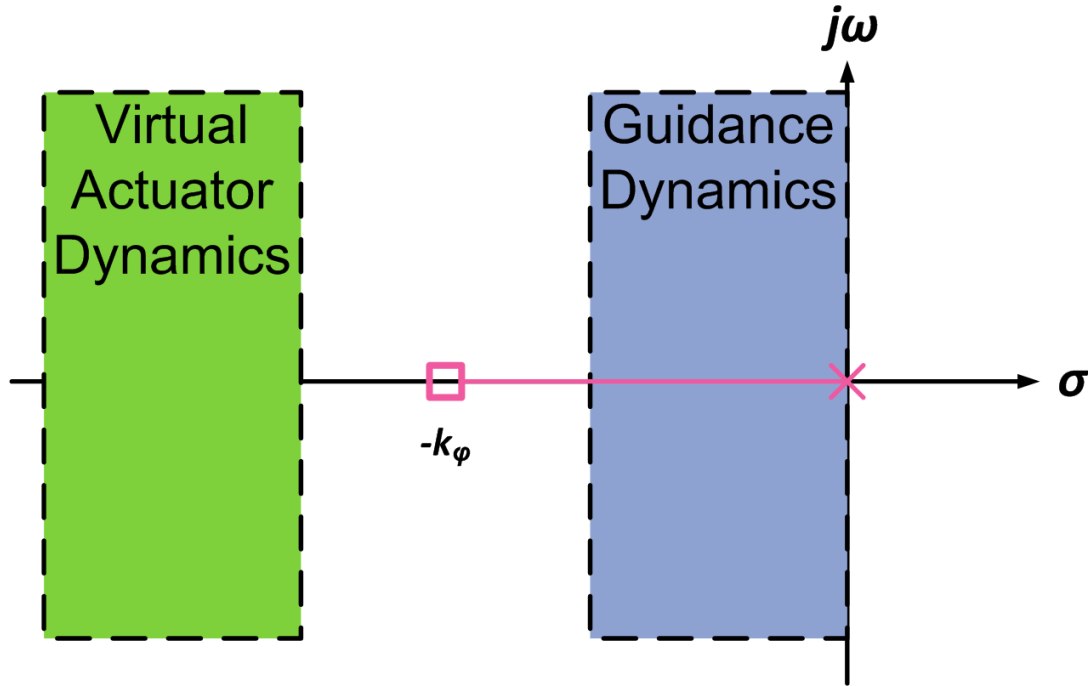 jω
Virtual
Actuator
Dynamics
Guidance
Dynamics
σ
-kφ